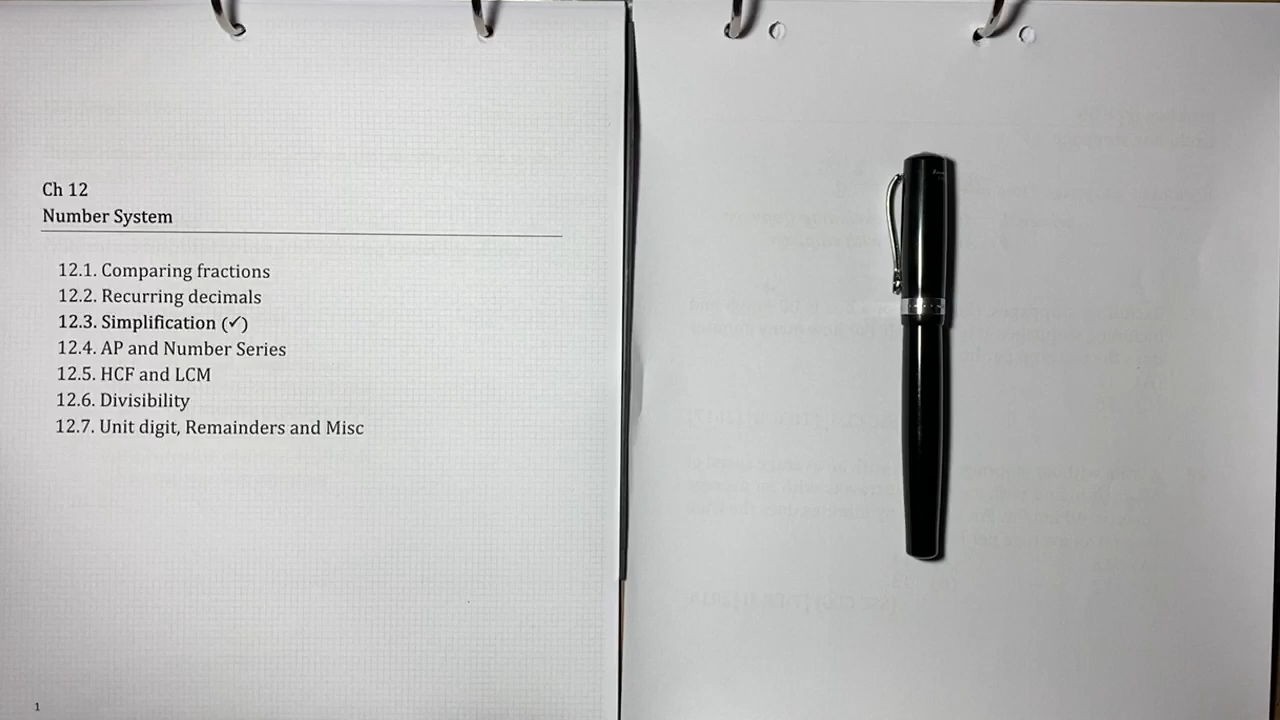 Ch 12
Number System
12.1. Comparing fractions
12.2. Recurring decimals
12.3. Simplification (✓)
12.4. AP and Number Series
12.5. HCF and LCM
12.6. Divisibility
12.7. Unit digit, Remainders and Misc
1